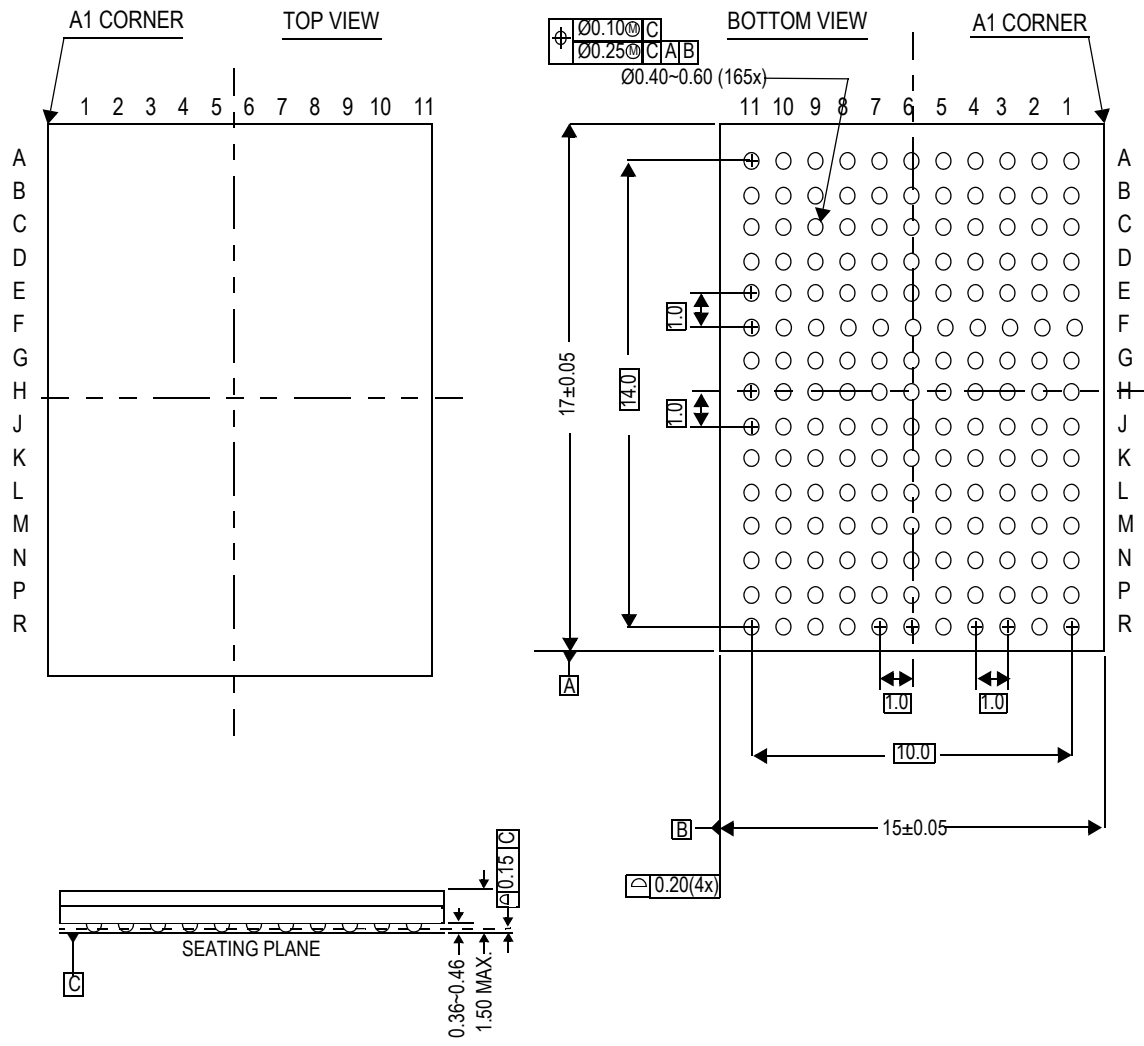 A1 CORNER
TOP VIEW
1 2 3 4 5 6 7 8 9 10 11
A
B
C
D
E
F
G
H
J
K
L
M
N
P
R
Ø0.10Ⓜ C
Ø0.25Ⓜ C A B
Ø0.40~0.60 (165x)
BOTTOM VIEW
A1 CORNER
11 10 9 8 7 6 5 4 3 2 1
A
B
C
D
E
F
G
H
J
K
L
M
N
P
R
17±0.05
14.0
1.0
1.0
A
1.0
1.0
10.0
B
15±0.05
0.20(4x)
0.15 C
SEATING PLANE
C
0.36~0.46
1.50 MAX.